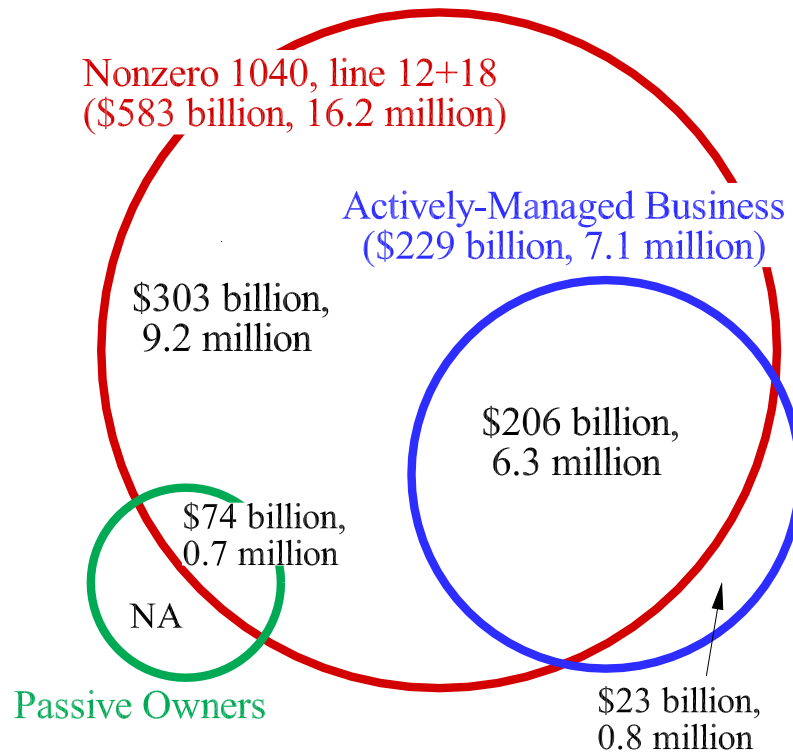 Nonzero 1040, line 12+18
($583 billion, 16.2 million)
Actively-Managed Business
($229 billion, 7.1 million)
$303 billion,
9.2 million
$206 billion,
6.3 million
$74 billion,
0.7 million
NA
Passive Owners
$23 billion,
0.8 million